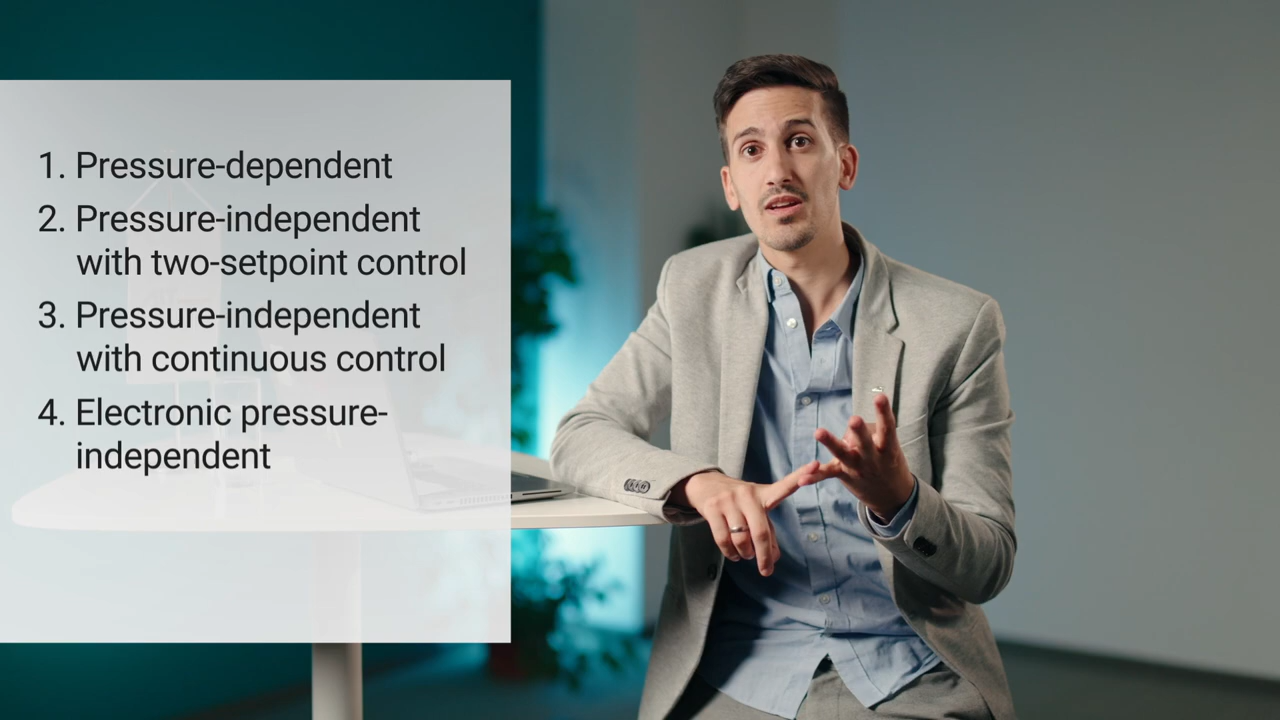 1. Pressure-dependent
2. Pressure-independent
with two-setpoint control
3. Pressure-independent
with continuous control
4. Electronic pressure-
independent